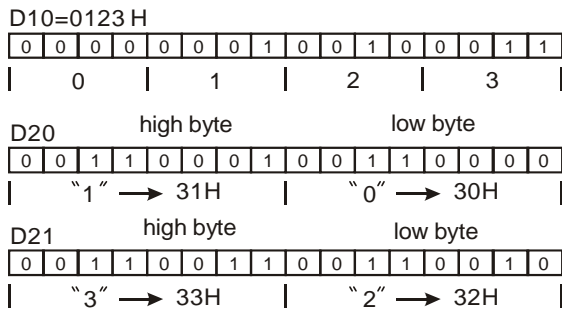 D10=0123 H
0 0 0 0 0 0 0 1 0 0 1 0 0 0 1 1
0 1 2 3
high byte low byte
D20
0 0 1 1 0 0 0 1 0 0 1 1 0 0 0 0
"1" → 31H "0" → 30H
high byte low byte
D21
0 0 1 1 0 0 1 1 0 0 1 1 0 0 1 0
"3" → 33H "2" → 32H